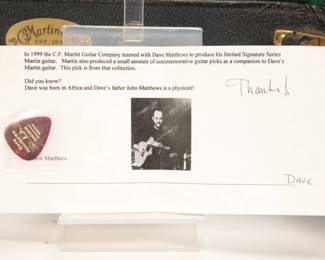 Martin
EST. 1833
In 1999 the C.F. Martin Guitar Company teamed with Dave Matthews to produce his limited Signature Series
Martin guitar. Martin also produced a small amount of commemorative guitar picks as a companion to Dave's
Martin guitar. This pick is from that collection.
Did you know?
Dave was born in Africa and Dave's father John Matthews is a physicist!
Thanks!
Dave Matthew
DAVE